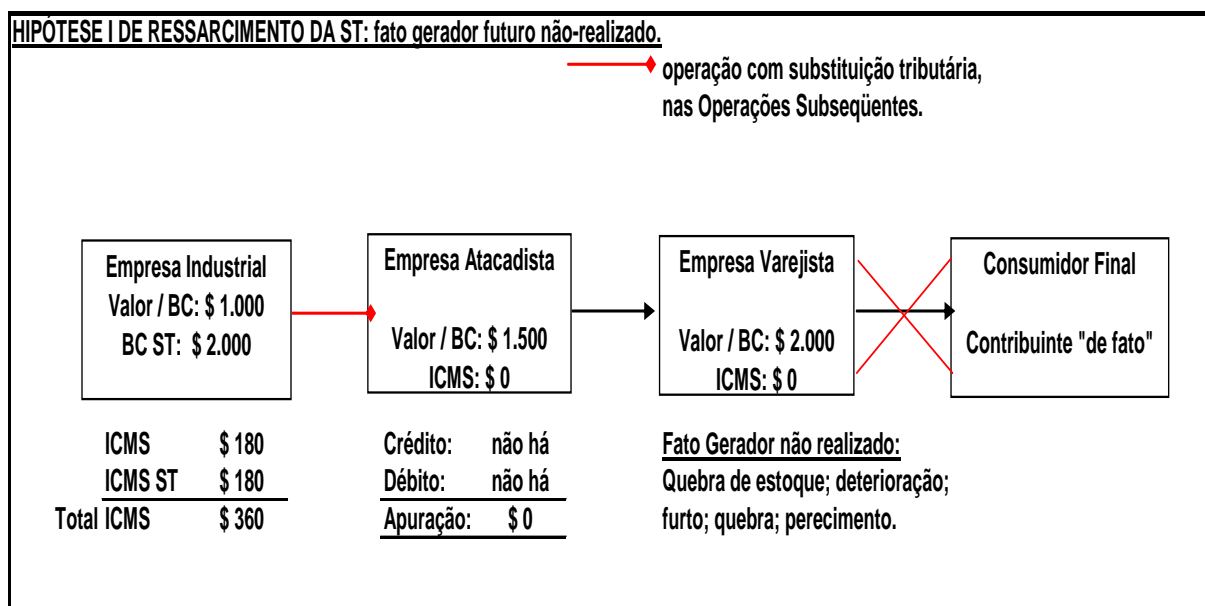 HIPÓTESE I DE RESSARCIMENTO DA ST: fato gerador futuro não-realizado.
operação com substituição tributária,
nas Operações Subseqüentes.
Empresa Industrial
Valor / BC: $ 1.000
BC ST: $ 2.000
Empresa Atacadista
Valor / BC: $ 1.500
ICMS: $ 0
Empresa Varejista
Valor / BC: $ 2.000
ICMS: $ 0
Consumidor Final
Contribuinte "de fato"
ICMS $ 180
ICMS ST $ 180
Total ICMS $ 360
Crédito: não há
Débito: não há
Apuração: $ 0
Fato Gerador não realizado:
Quebra de estoque; deterioração;
furto; quebra; perecimento.